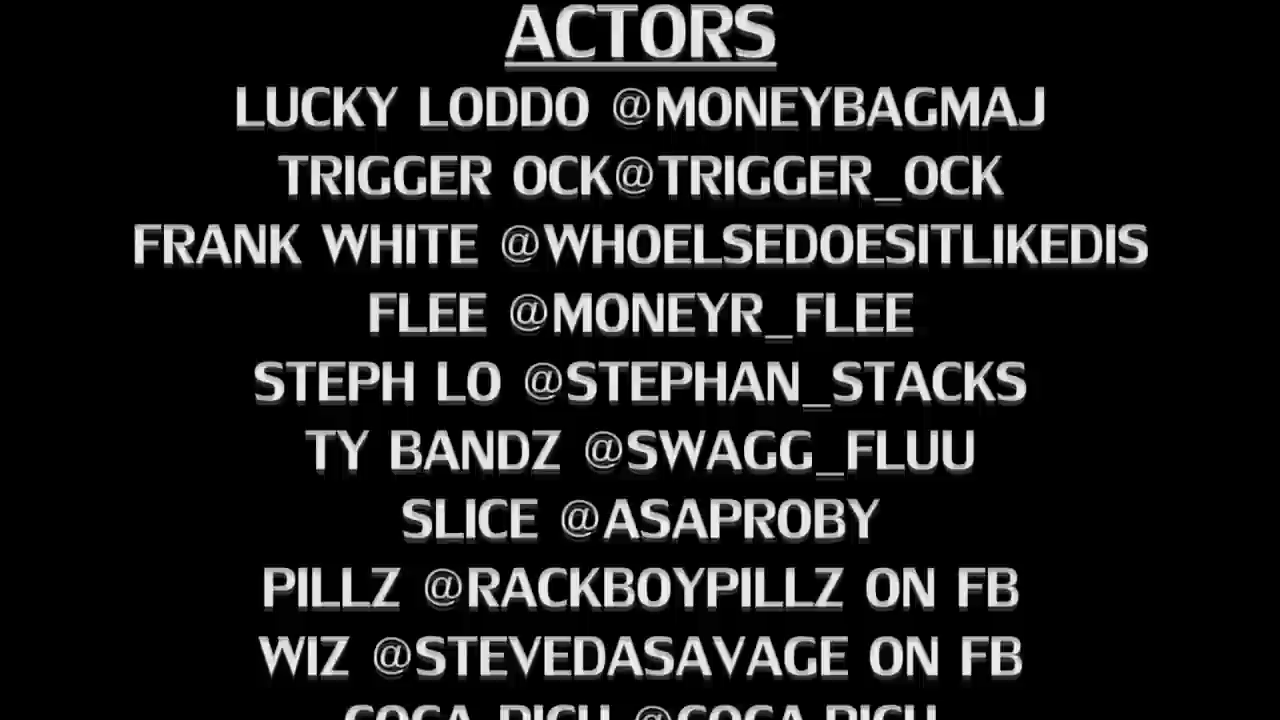 ACTORS
LUCKY LODDO @MONEYBAGMAJ
TRIGGER OCK@TRIGGER_OCK
FRANK WHITE @WHOELSEDOESITLIKEDIS
FLEE @MONEYR_FLEE
STEPH LO @STEPHAN_STACKS
TY BANDZ @SWAGG_FLUU
SLICE @ASAPROBY
PILLZ @RACKBOYPILLZ ON FB
WIZ @STEVEDASAVAGE ON FB